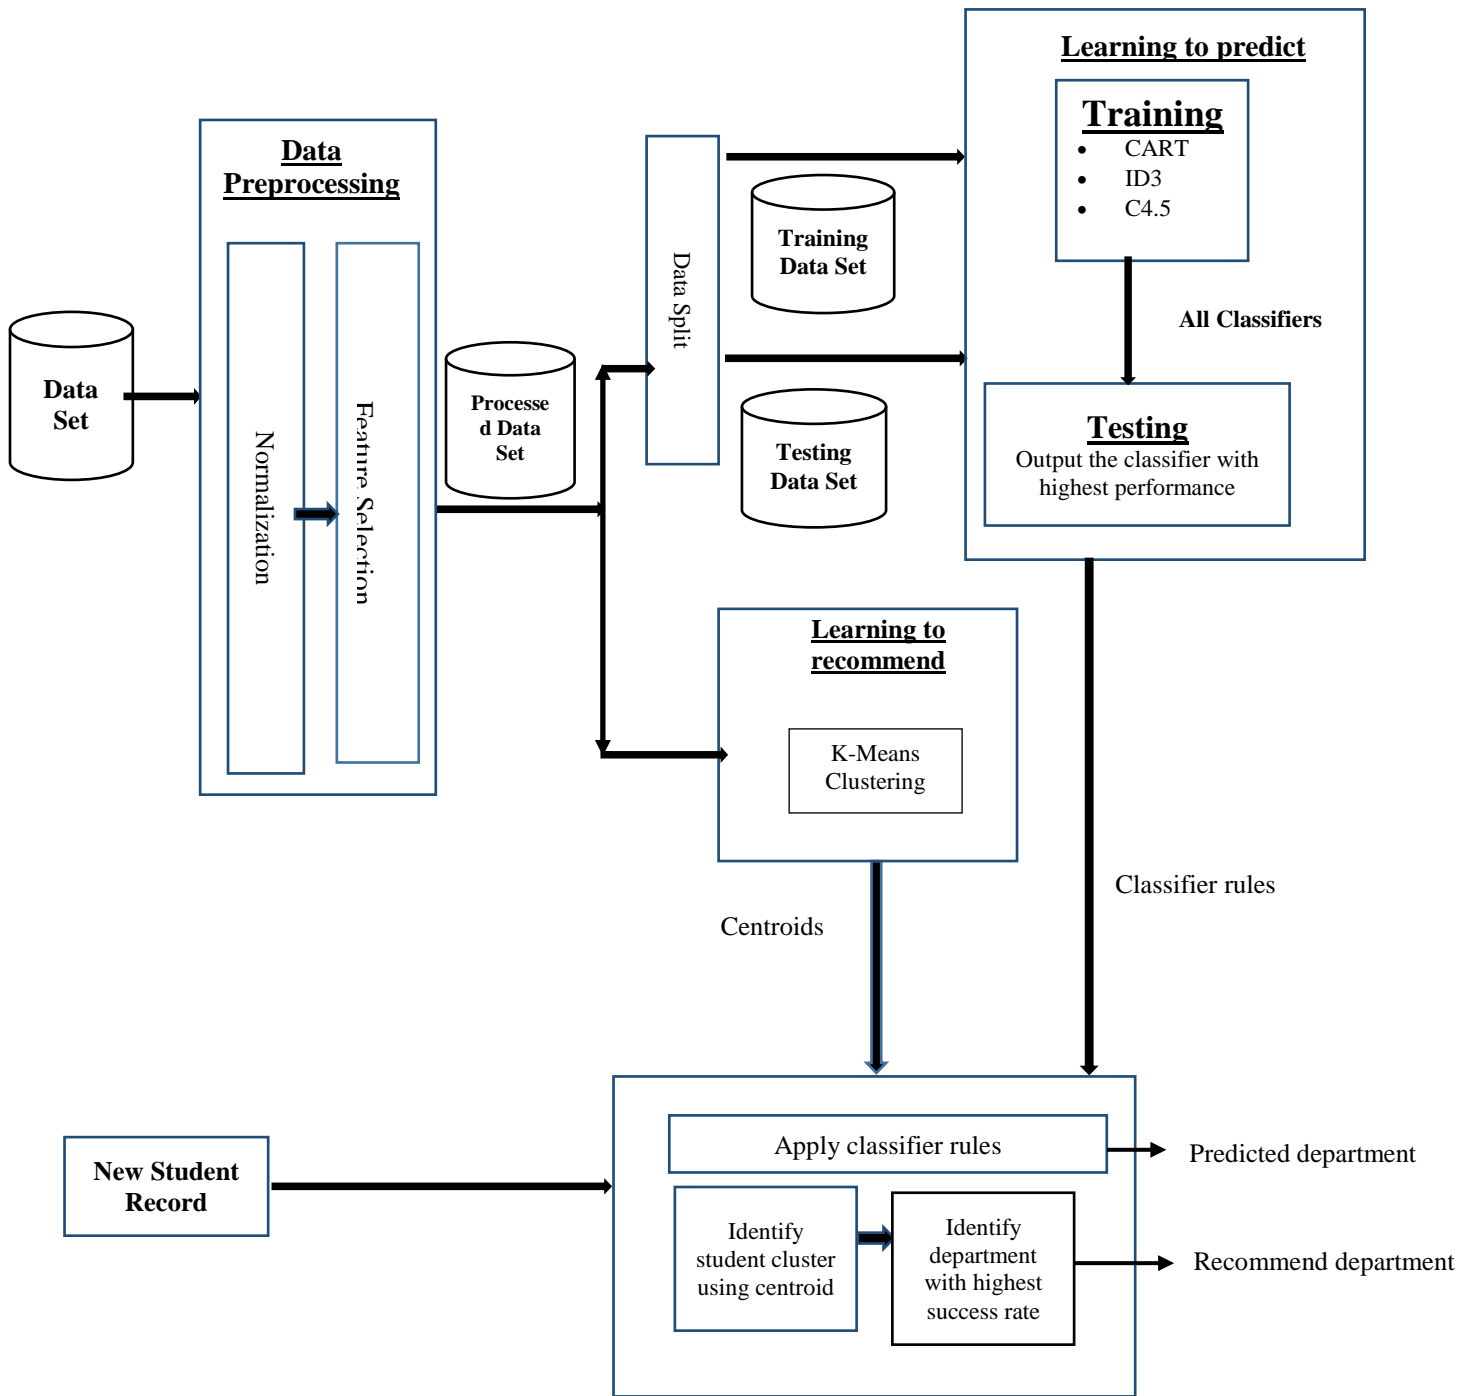 Learning to predict
Training
• CART
• ID3
• C4.5
All Classifiers
Testing
Output the classifier with
highest performance
Data
Preprocessing
Normalization
Feature Selection
Data
Set
Processe
d Data
Set
Data Split
Training
Data Set
Testing
Data Set
Learning to
recommend
K-Means
Clustering
Centroids
Classifier rules
New Student
Record
Apply classifier rules
Predicted department
Identify
student cluster
using centroid
Identify
department
with highest
success rate
Recommend department